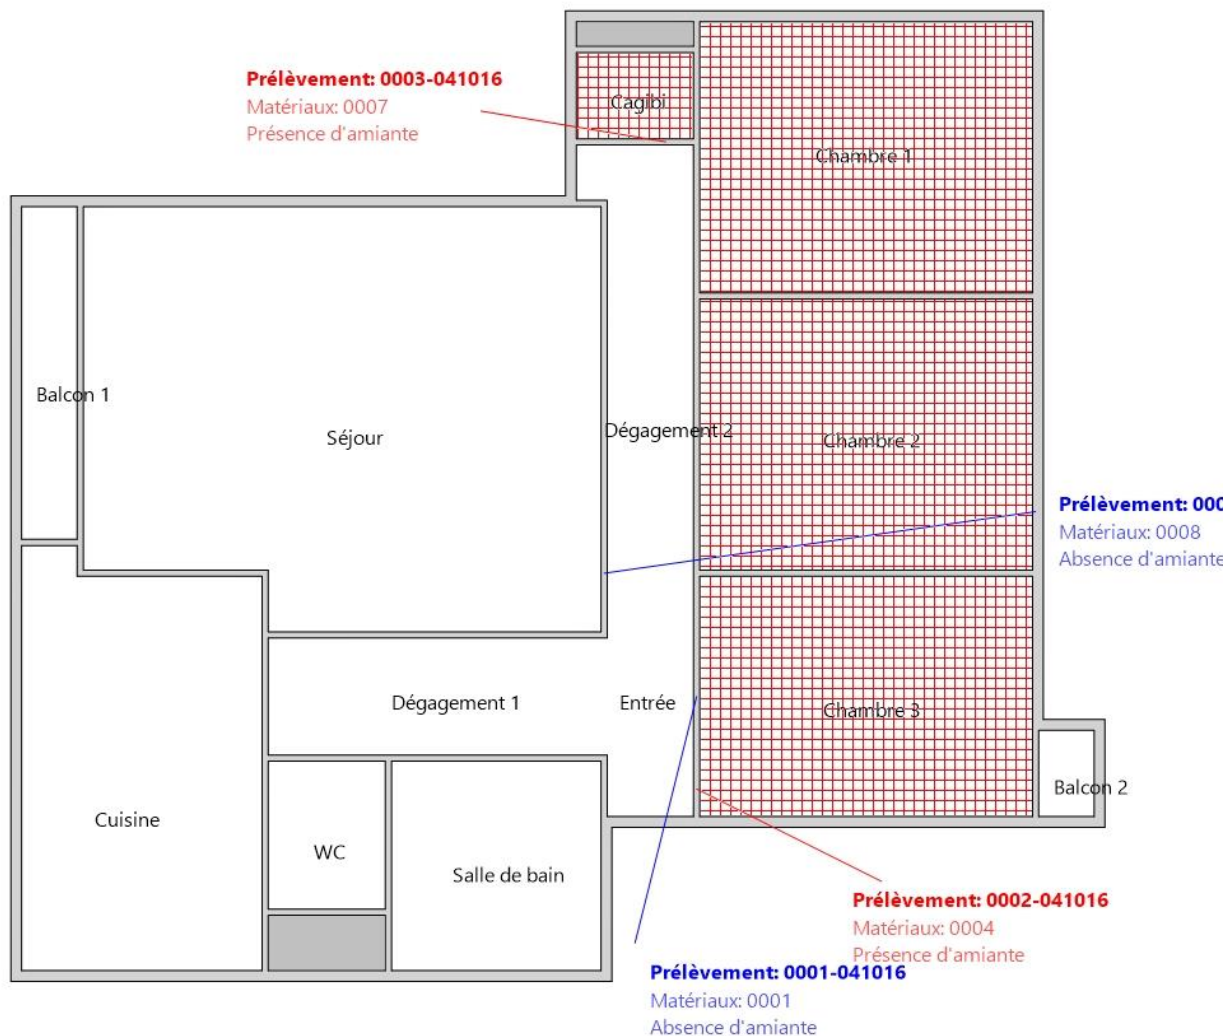 Prélèvement: 0003-041016
Matériaux: 0007
Présence d'amiante
Cagibi
Chambre 1
Balcon 1
Séjour
Dégagement 2
Chambre 2
Prélèvement: 000
Matériaux: 0008
Absence d'amiante
Dégagement 1
Entrée
Chambre 3
Balcon 2
Cuisine
WC
Salle de bain
Prélèvement: 0002-041016
Matériaux: 0004
Présence d'amiante
Prélèvement: 0001-041016
Matériaux: 0001
Absence d'amiante